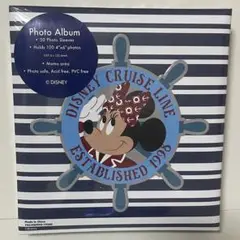 Photo Album
• 50 Photo Sleeves
• Holds 100 4"x6" photos
• Memo area
• Photo safe, Acid free, PVC free
© DISNEY
DISNEY CRUISE LINE
ESTABLISHED 1998